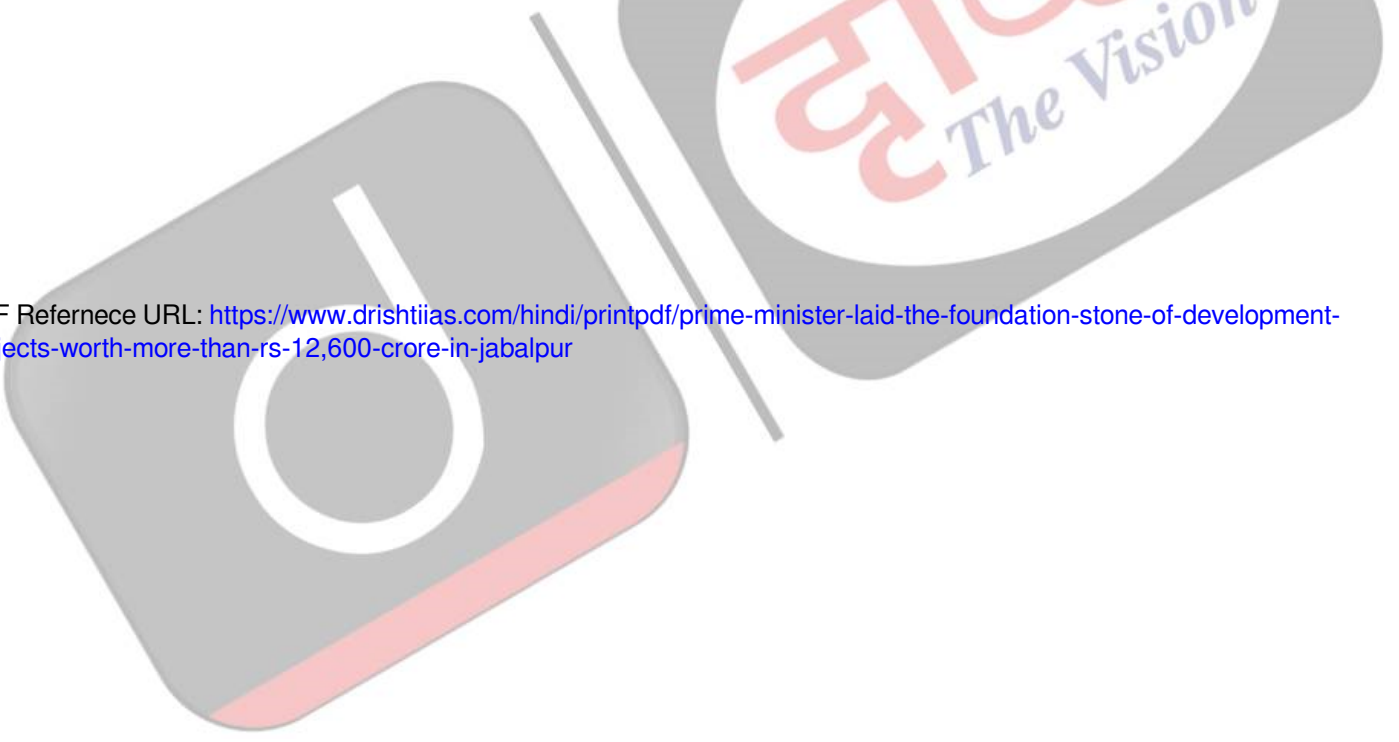 The Vision
F Refernece URL: https://www.drishtiias.com/hindi/printpdf/prime-minister-laid-the-foundation-stone-of-development-
jects-worth-more-than-rs-12,600-crore-in-jabalpur